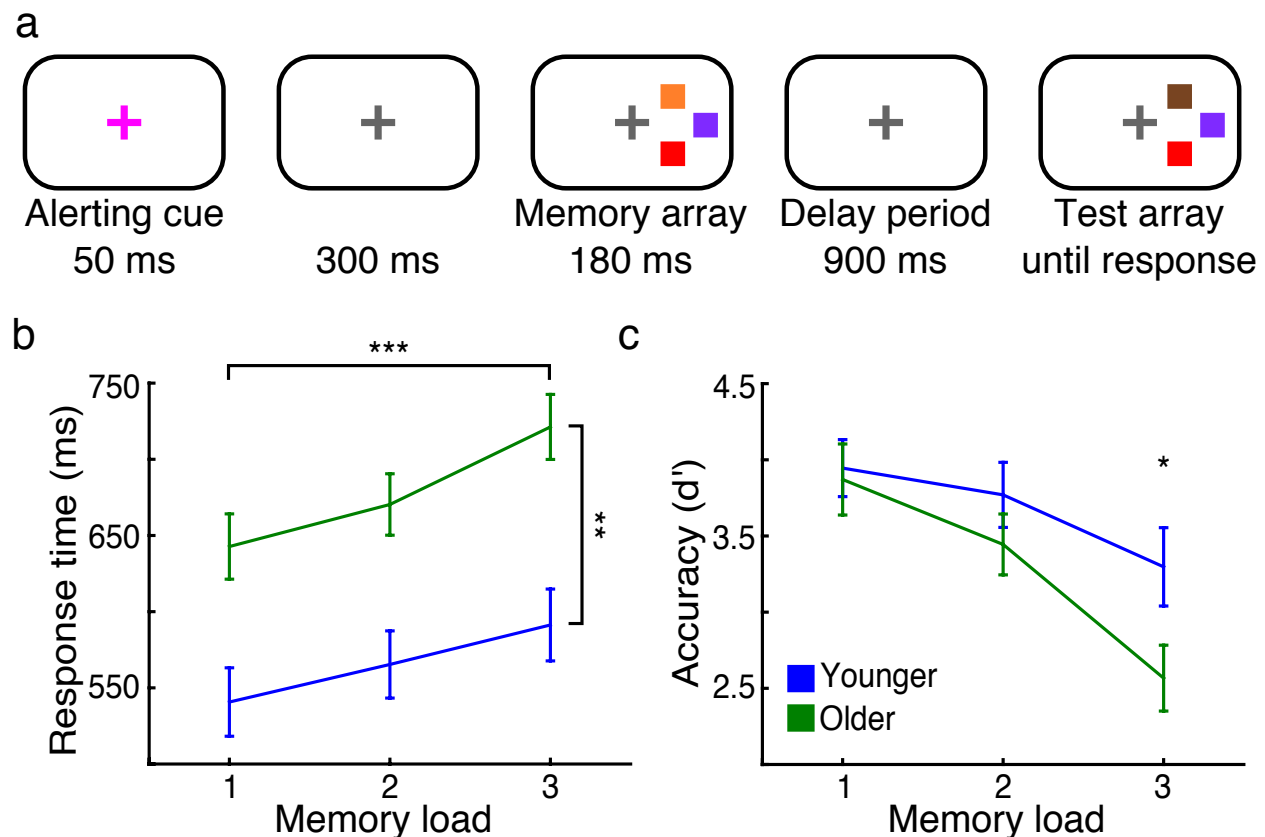 a
Alerting cue
50 ms
300 ms
Memory array
180 ms
Delay period
900 ms
Test array
until response
b
***
**
750
650
550
Response time (ms)
1 2 3
Memory load
c
*
4.5
3.5
2.5
Accuracy (d')
Younger
Older
1 2 3
Memory load